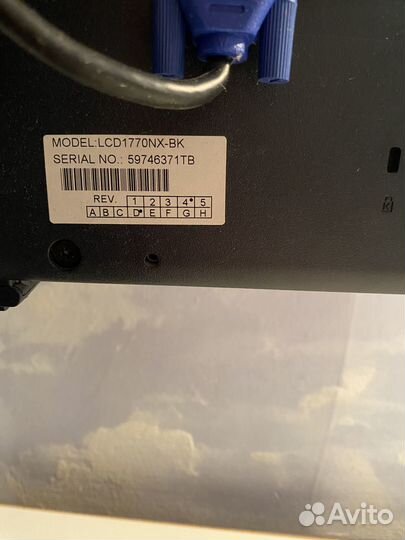 MODEL:LCD1770NX-BK
SERIAL NO.: 59746371TB
REV. 1 2 3 4• 5
A B C D• E F G H
K
Avito